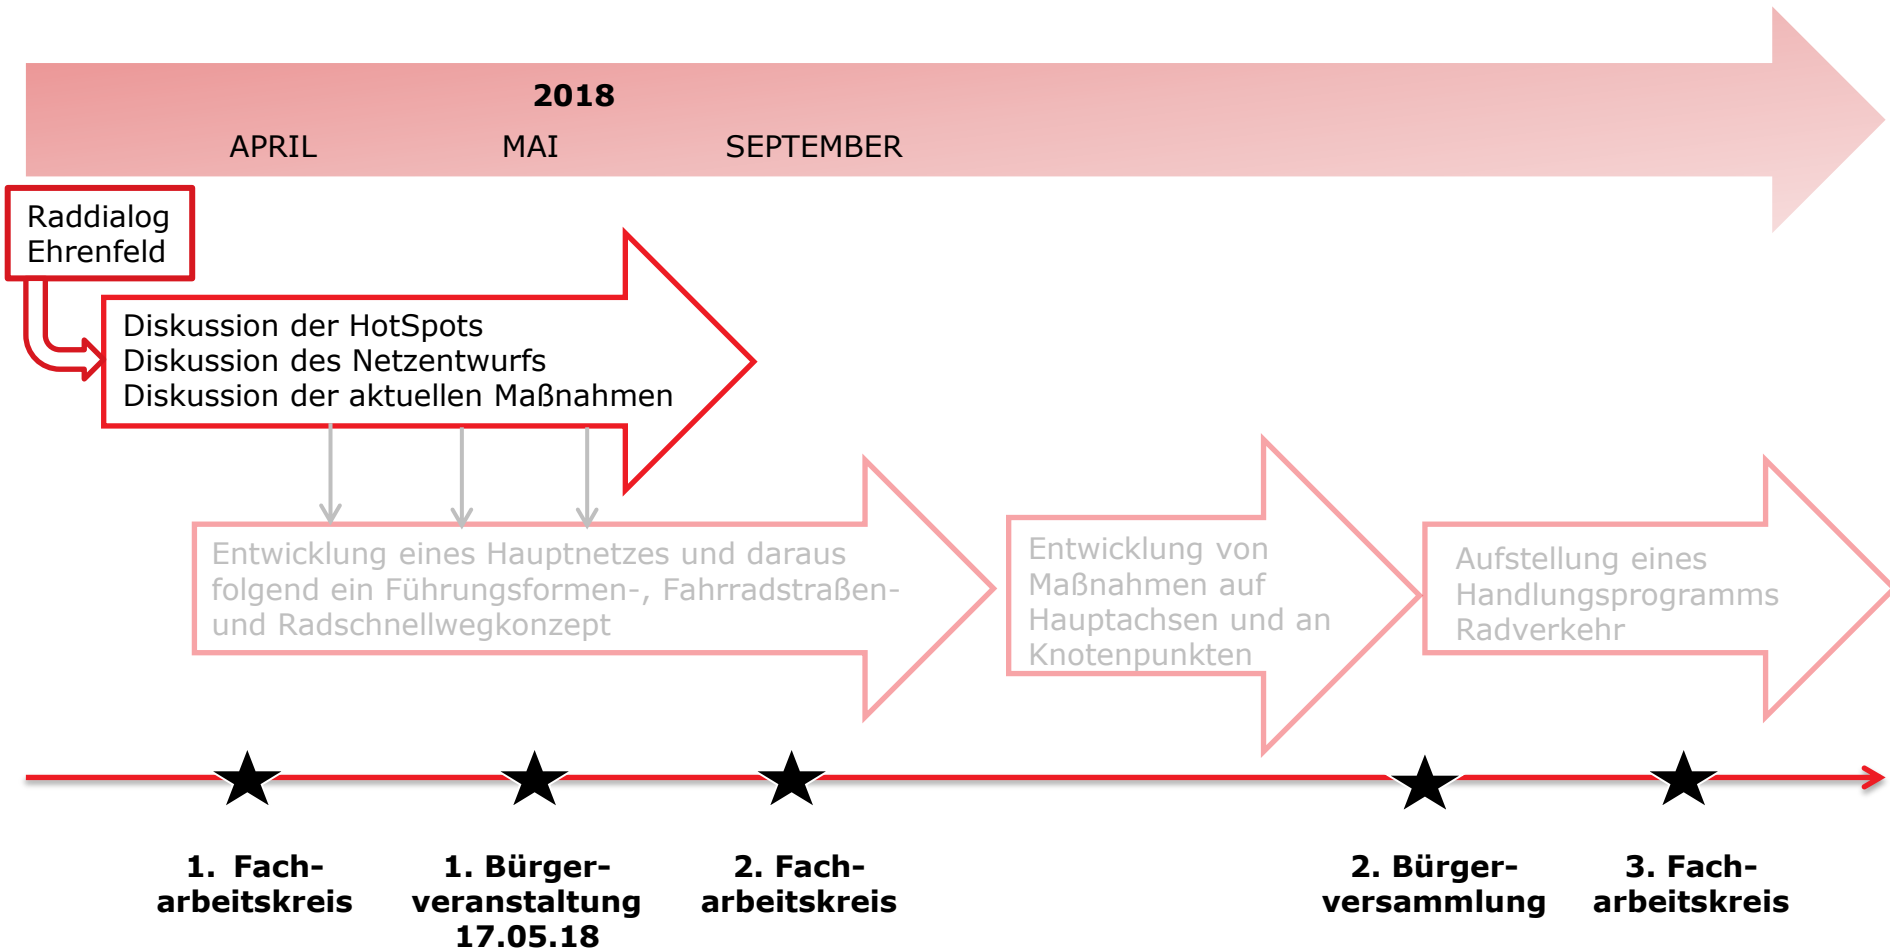 2018
APRIL
MAI
SEPTEMBER
Raddialog
Ehrenfeld
Diskussion der HotSpots
Diskussion des Netzentwurfs
Diskussion der aktuellen Maßnahmen
Entwicklung eines Hauptnetzes und daraus
folgend ein Führungsformen-, Fahrradstraßen-
und Radschnellwegkonzept
Entwicklung von
Maßnahmen auf
Hauptachsen und an
Knotenpunkten
Aufstellung eines
Handlungsprogramms
Radverkehr
1. Fach-
arbeitskreis
1. Bürger-
veranstaltung
17.05.18
2. Fach-
arbeitskreis
2. Bürger-
versammlung
3. Fach-
arbeitskreis